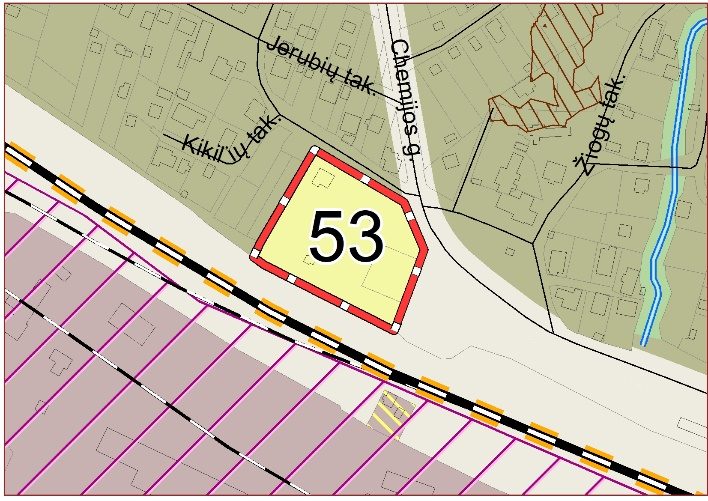 Jerubių tak.
Chemijos g.
Žiogų tak.
Kikilių tak.
53